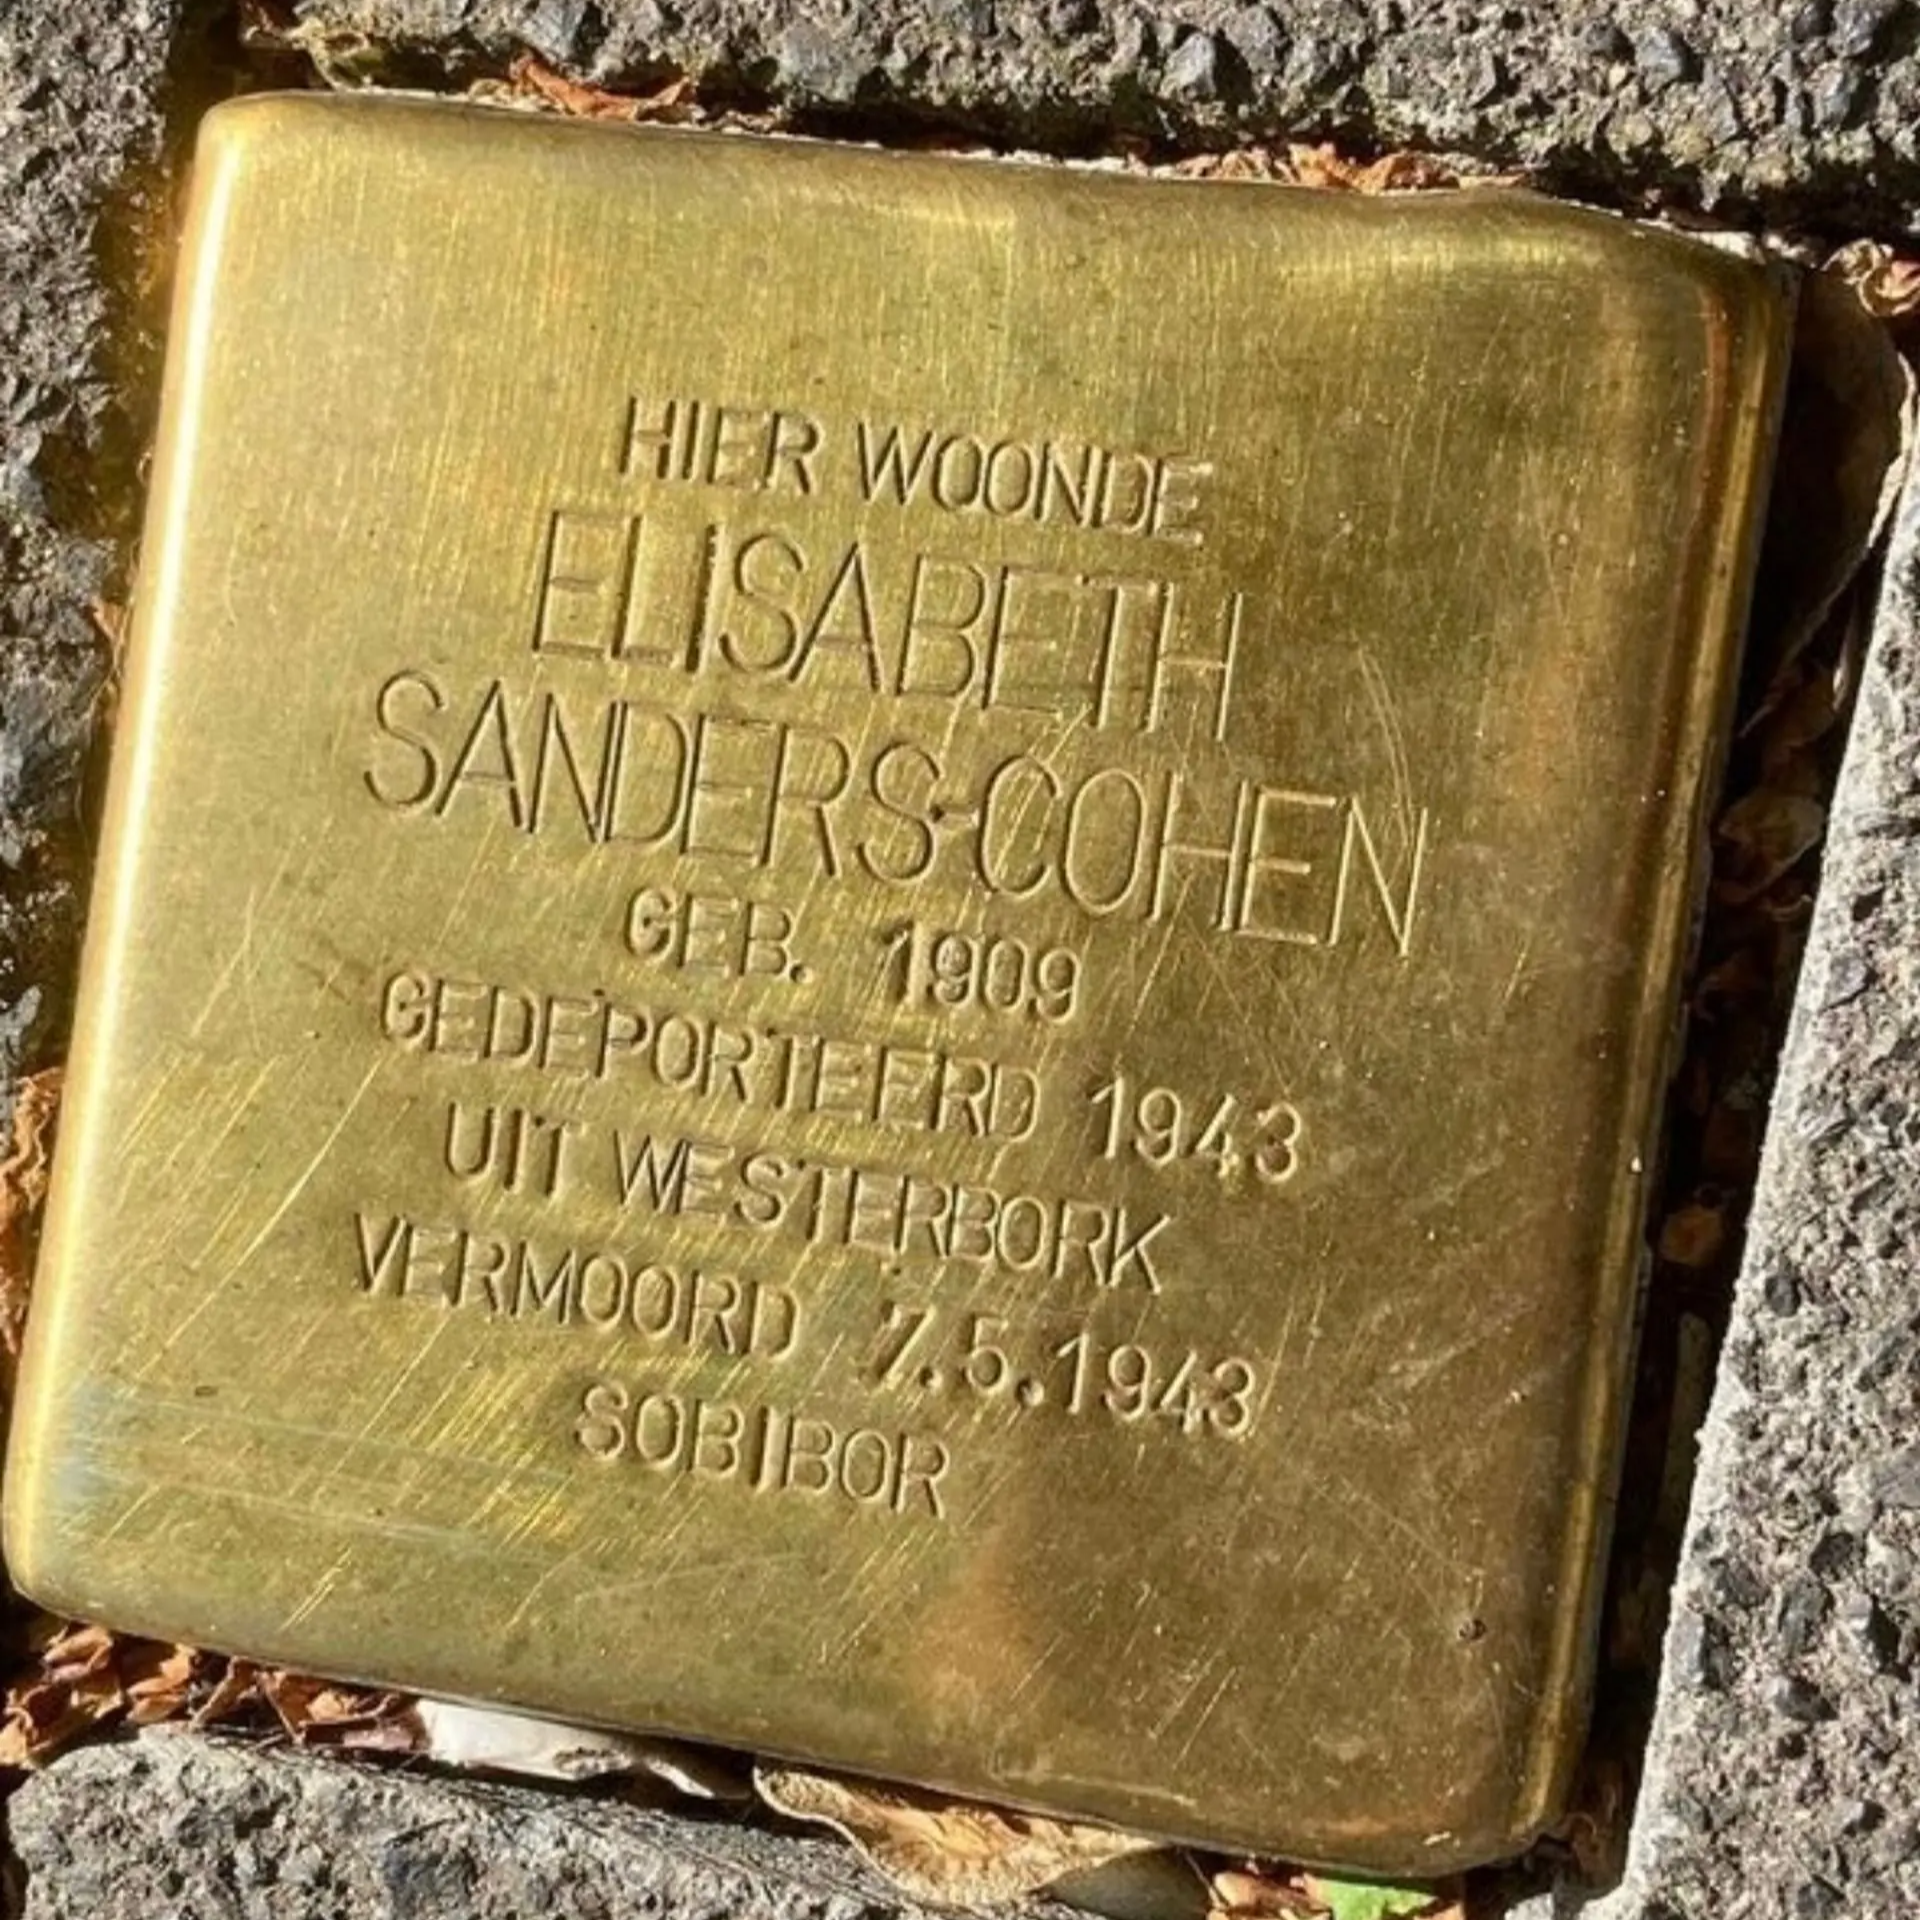 HIER WOONDE
ELISABETH
SANDERS-COHEN
GEB. 1909
GEDEPORTEERD 1943
UIT WESTERBORK
VERMOORD 7.5.1943
SOBIBOR